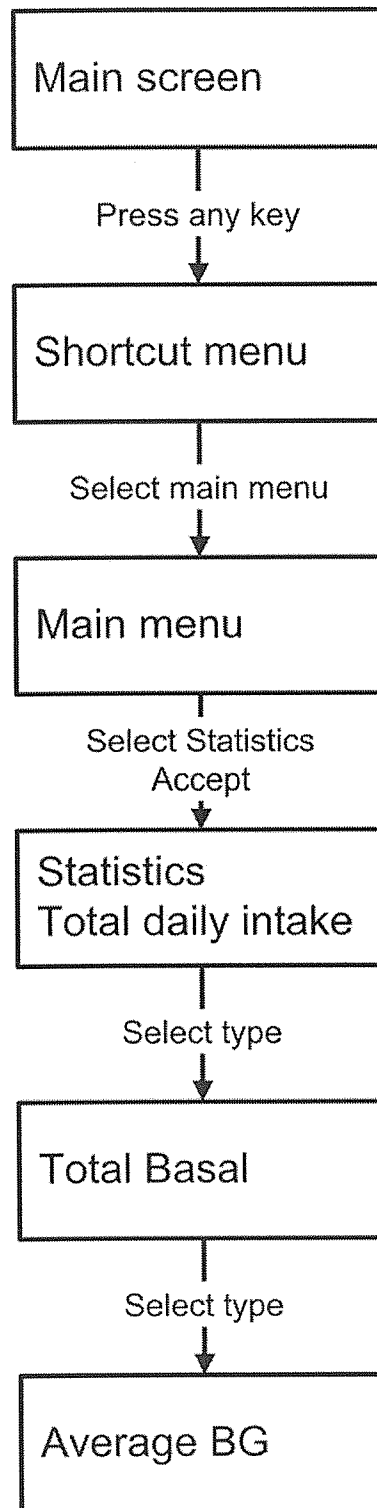 Main screen
Press any key
Shortcut menu
Select main menu
Main menu
Select Statistics
Accept
Statistics
Total daily intake
Select type
Total Basal
Select type
Average BG